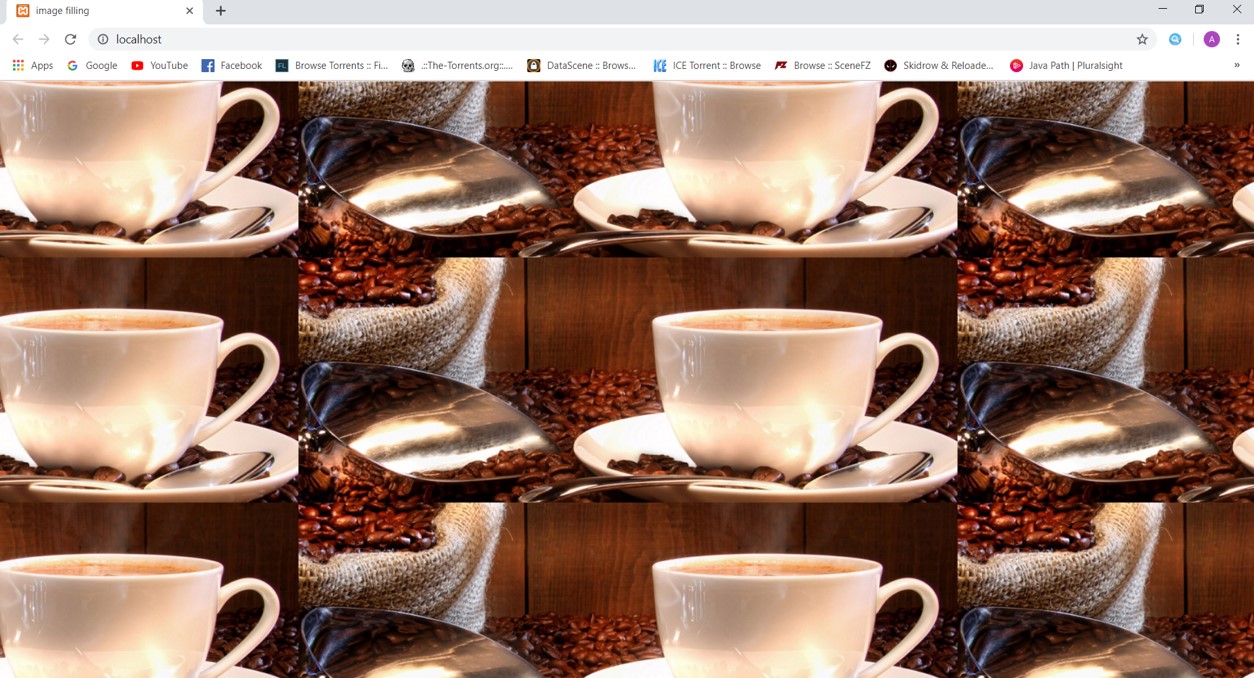 image filling
localhost
Apps Google YouTube Facebook Browse Torrents :: Fi... .::The-Torrents.org::.... DataScene :: Brows... ICE Torrent :: Browse Browse :: SceneFZ Skidrow & Reloade... Java Path | Pluralsight »